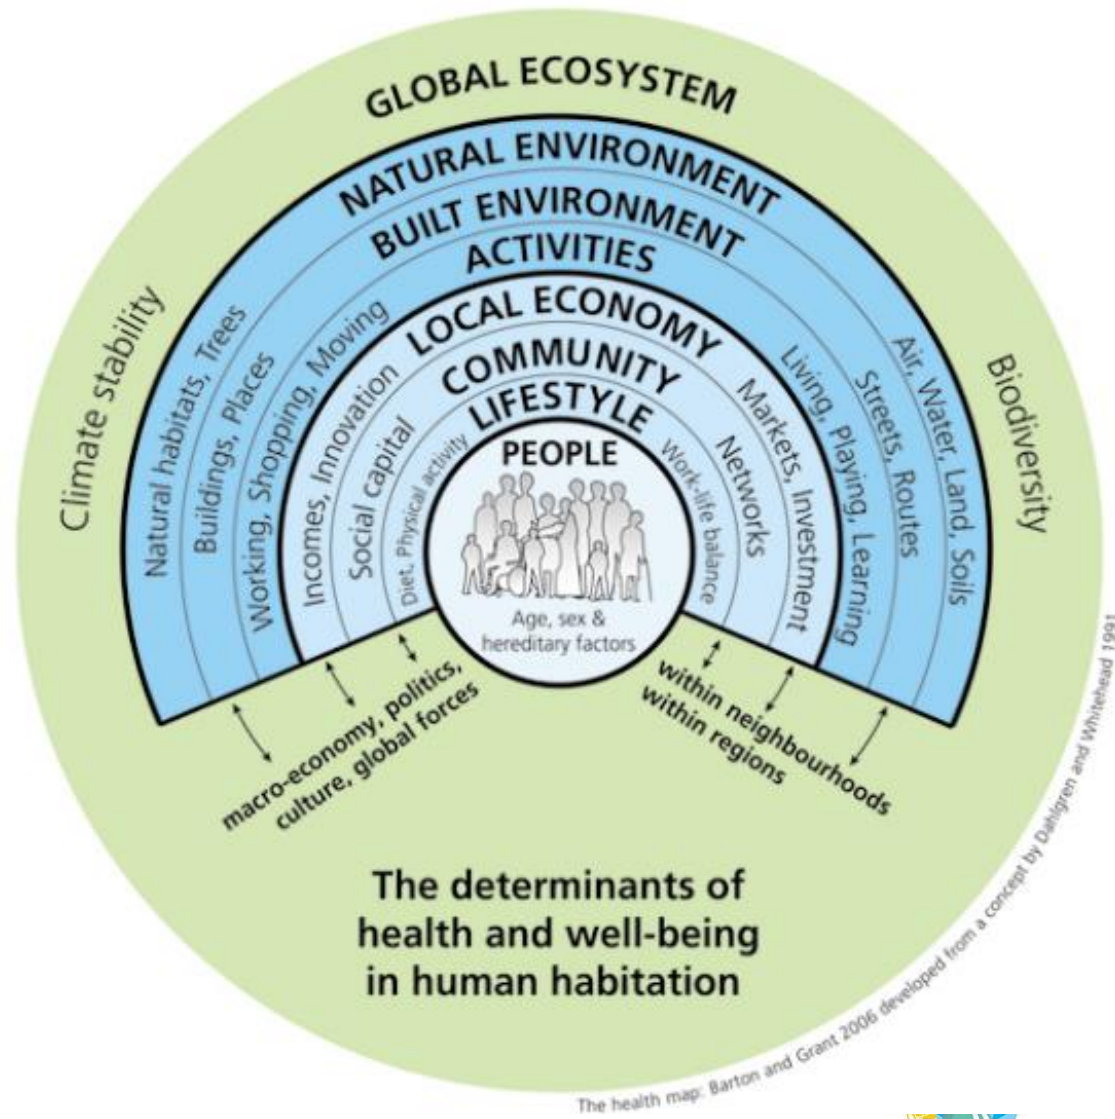 GLOBAL ECOSYSTEM
NATURAL ENVIRONMENT
BUILT ENVIRONMENT
ACTIVITIES
LOCAL ECONOMY
COMMUNITY
LIFESTYLE
PEOPLE
Age, sex &
hereditary factors
Climate stability
Natural habitats, Trees
Buildings, Places
Working, Shopping, Moving
Incomes, Innovation
Social capital
Diet, Physical activity
Work-life balance
Networks
Markets, Investment
Living, Playing, Learning
Streets, Routes
Air, Water, Land, Soils
Biodiversity
macro-economy, politics,
culture, global forces
within neighbourhoods
within regions
The determinants of
health and well-being
in human habitation
The health map: Barton and Grant 2006 developed from a concept by Dahlgren and Whitehead 1991